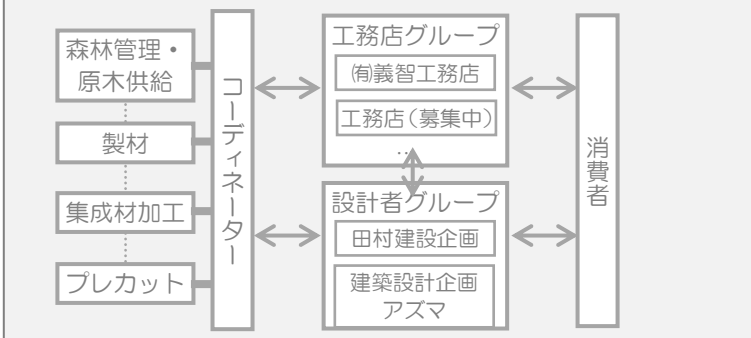 森林管理・
原木供給
製材
集成材加工
プレカット
コーディネーター
工務店グループ
㈲義智工務店
工務店（募集中）
…
設計者グループ
田村建設企画
建築設計企画
アズマ
消費者